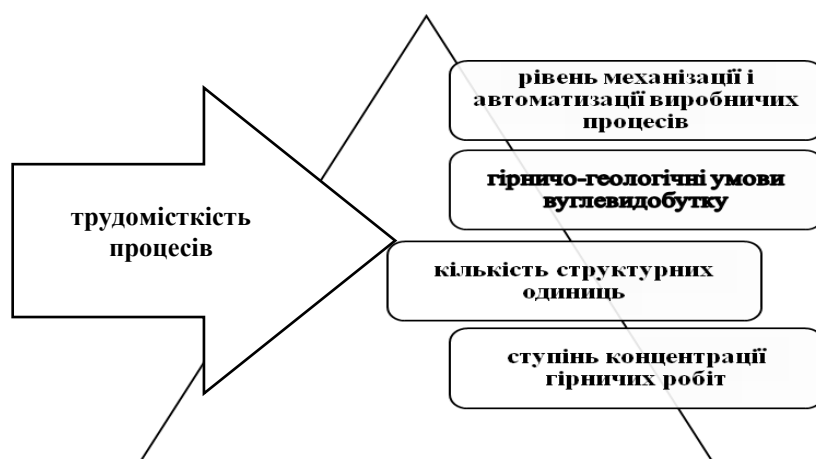 трудомісткість
процесів
рівень механізації і
автоматизації виробничих
процесів
гірничо-геологічні умови
вуглевидобутку
кількість структурних
одиниць
ступінь концентрації
гірничих робіт